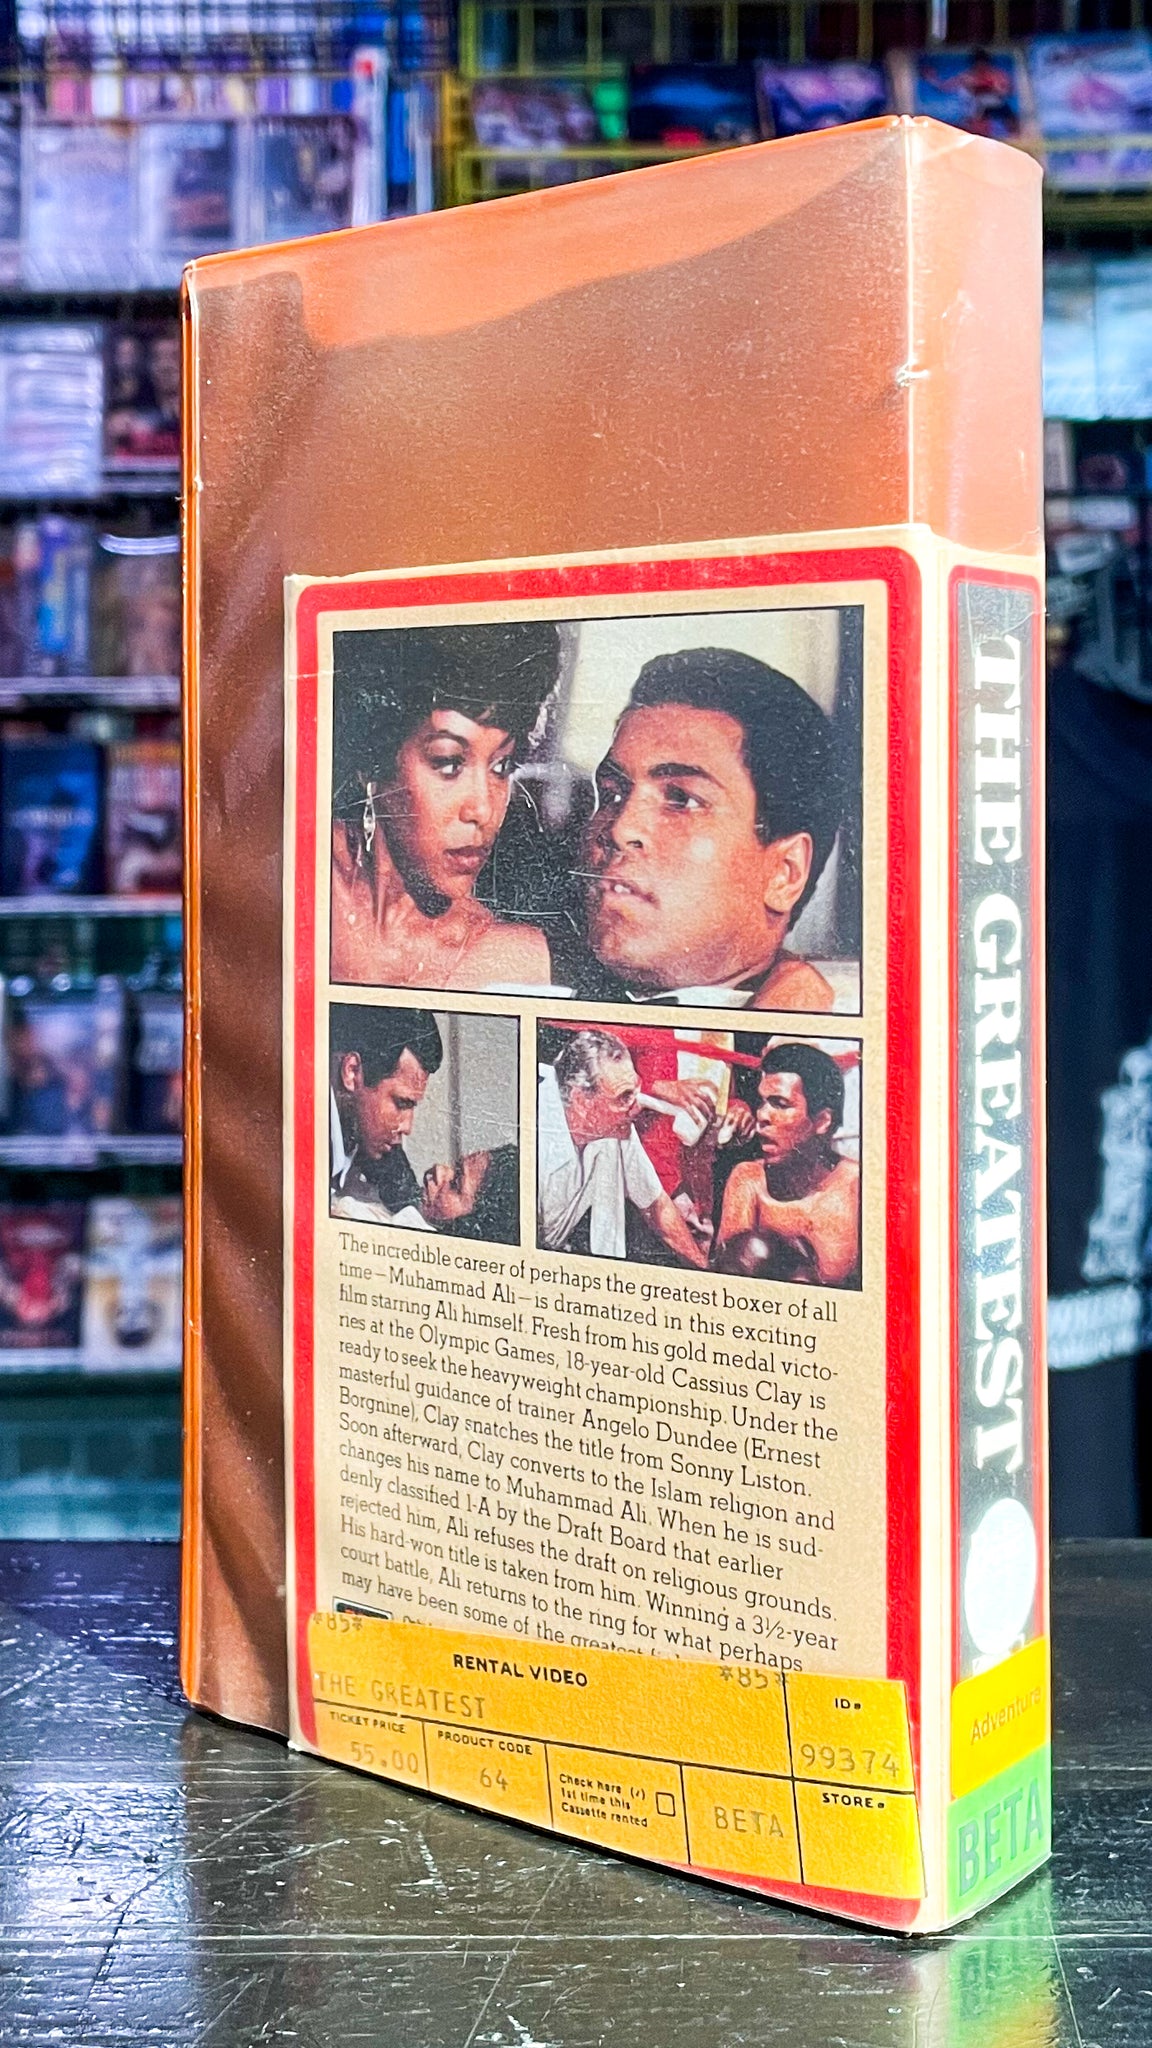 The incredible career of perhaps the greatest boxer of all
time—Muhammad Ali—is dramatized in this exciting
film starring Ali himself. Fresh from his gold medal victo-
ries at the Olympic Games, 18-year-old Cassius Clay is
ready to seek the heavyweight championship. Under the
masterful guidance of trainer Angelo Dundee (Ernest
Borgnine), Clay snatches the title from Sonny Liston.
Soon afterward, Clay converts to the Islam religion and
changes his name to Muhammad Ali. When he is sud-
denly classified 1-A by the Draft Board that earlier
rejected him, Ali refuses the draft on religious grounds.
His hard-won title is taken from him. Winning a 3½-year
court battle, Ali returns to the ring for what perhaps
may have been some of the greatest
*85*
*85*
RENTAL VIDEO
THE GREATEST
ID#
99374
TICKET PRICE
55.00
PRODUCT CODE
64
Check here (✓)
1st time this
Cassette rented
BETA
STORE#
THE GREATEST
Adventure
BETA